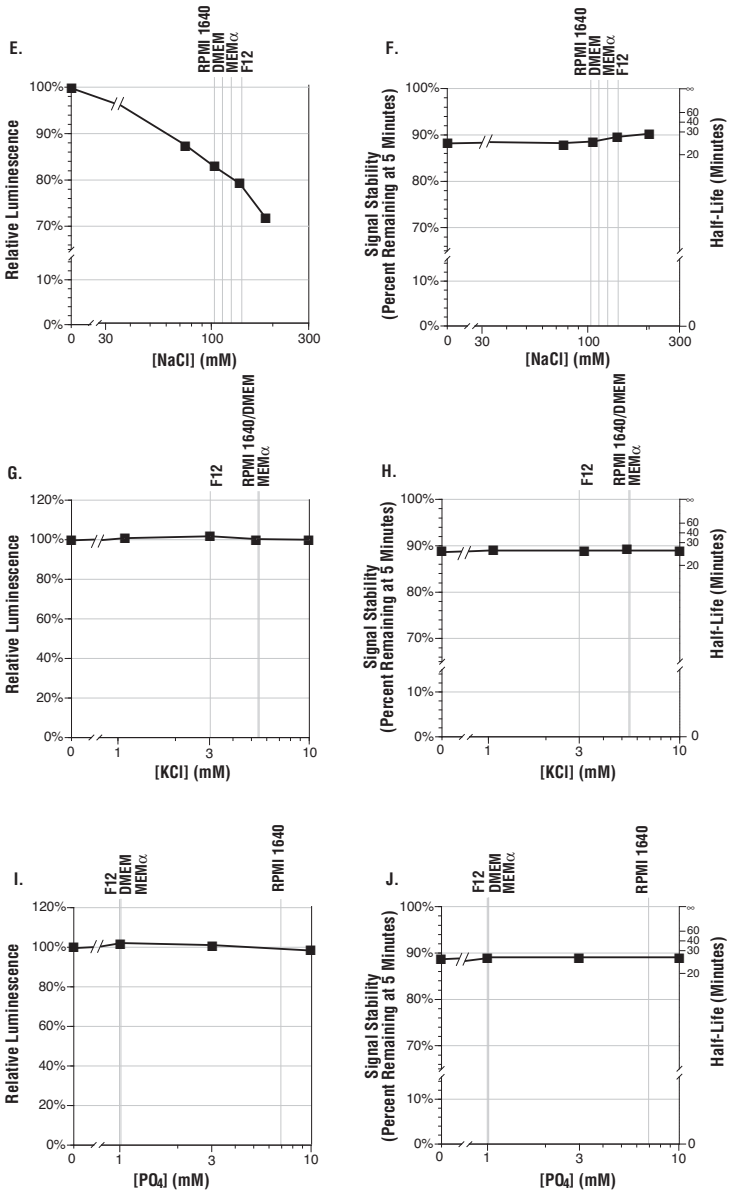 E.
RPMI 1640
DMEM
MEMα
F12
100%
90%
80%
70%
10%
0%
Relative Luminescence
0 30 100 300
[NaCl] (mM)
F.
RPMI 1640
DMEM
MEMα
F12
100%
90%
80%
70%
10%
0%
Signal Stability
(Percent Remaining at 5 Minutes)
∞
60
40
30
20
0
Half-Life (Minutes)
0 30 100 300
[NaCl] (mM)
G.
F12
RPMI 1640/DMEM
MEMα
120%
100%
80%
60%
40%
20%
0%
Relative Luminescence
0 1 3 10
[KCl] (mM)
H.
F12
RPMI 1640/DMEM
MEMα
100%
90%
80%
70%
10%
0%
Signal Stability
(Percent Remaining at 5 Minutes)
∞
60
40
30
20
0
Half-Life (Minutes)
0 1 3 10
[KCl] (mM)
I.
F12
DMEM
MEMα
RPMI 1640
120%
100%
80%
60%
40%
20%
0%
Relative Luminescence
0 1 3 10
[PO4] (mM)
J.
F12
DMEM
MEMα
RPMI 1640
100%
90%
80%
70%
10%
0%
Signal Stability
(Percent Remaining at 5 Minutes)
∞
60
40
30
20
0
Half-Life (Minutes)
0 1 3 10
[PO4] (mM)